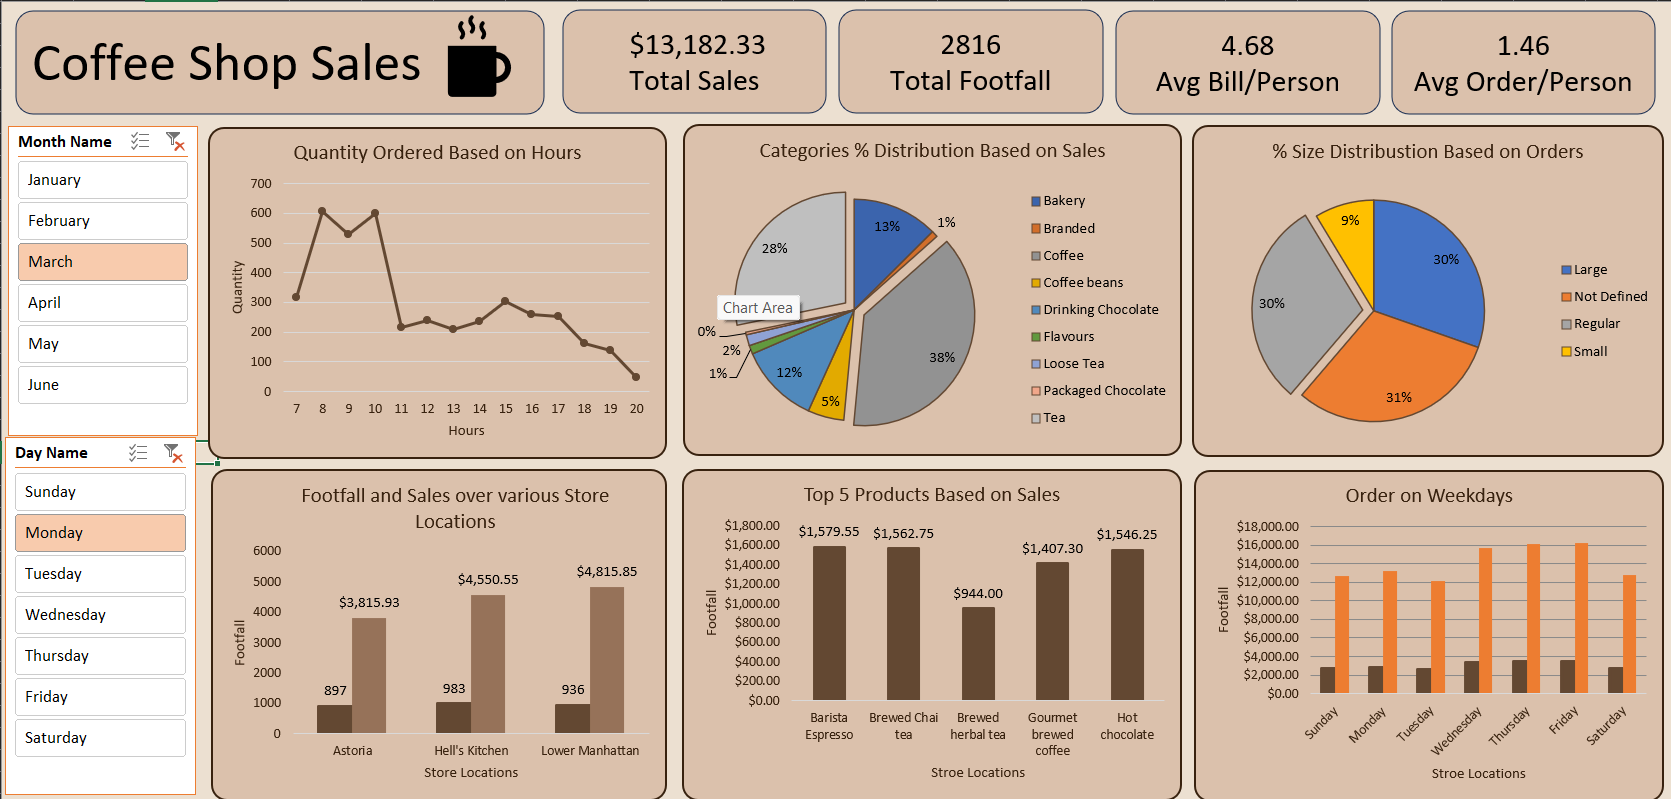 Coffee Shop Sales
$13,182.33
Total Sales
2816
Total Footfall
4.68
Avg Bill/Person
1.46
Avg Order/Person
Month Name
January
February
March
April
May
June
Day Name
Sunday
Monday
Tuesday
Wednesday
Thursday
Friday
Saturday
Quantity Ordered Based on Hours
Quantity
700
600
500
400
300
200
100
0
7 8 9 10 11 12 13 14 15 16 17 18 19 20
Hours
Categories % Distribution Based on Sales
13%
1%
38%
5%
12%
1%
2%
0%
28%
Chart Area
Bakery
Branded
Coffee
Coffee beans
Drinking Chocolate
Flavours
Loose Tea
Packaged Chocolate
Tea
% Size Distribustion Based on Orders
30%
31%
30%
9%
Large
Not Defined
Regular
Small
Footfall and Sales over various Store
Locations
Footfall
6000
5000
4000
3000
2000
1000
0
897
$3,815.93
983
$4,550.55
936
$4,815.85
Astoria
Hell's Kitchen
Lower Manhattan
Store Locations
Top 5 Products Based on Sales
Footfall
$1,800.00
$1,600.00
$1,400.00
$1,200.00
$1,000.00
$800.00
$600.00
$400.00
$200.00
$0.00
$1,579.55
$1,562.75
$944.00
$1,407.30
$1,546.25
Barista
Espresso
Brewed Chai
tea
Brewed
herbal tea
Gourmet
brewed
coffee
Hot
chocolate
Stroe Locations
Order on Weekdays
Footfall
$18,000.00
$16,000.00
$14,000.00
$12,000.00
$10,000.00
$8,000.00
$6,000.00
$4,000.00
$2,000.00
$0.00
Sunday
Monday
Tuesday
Wednesday
Thursday
Friday
Saturday
Stroe Locations